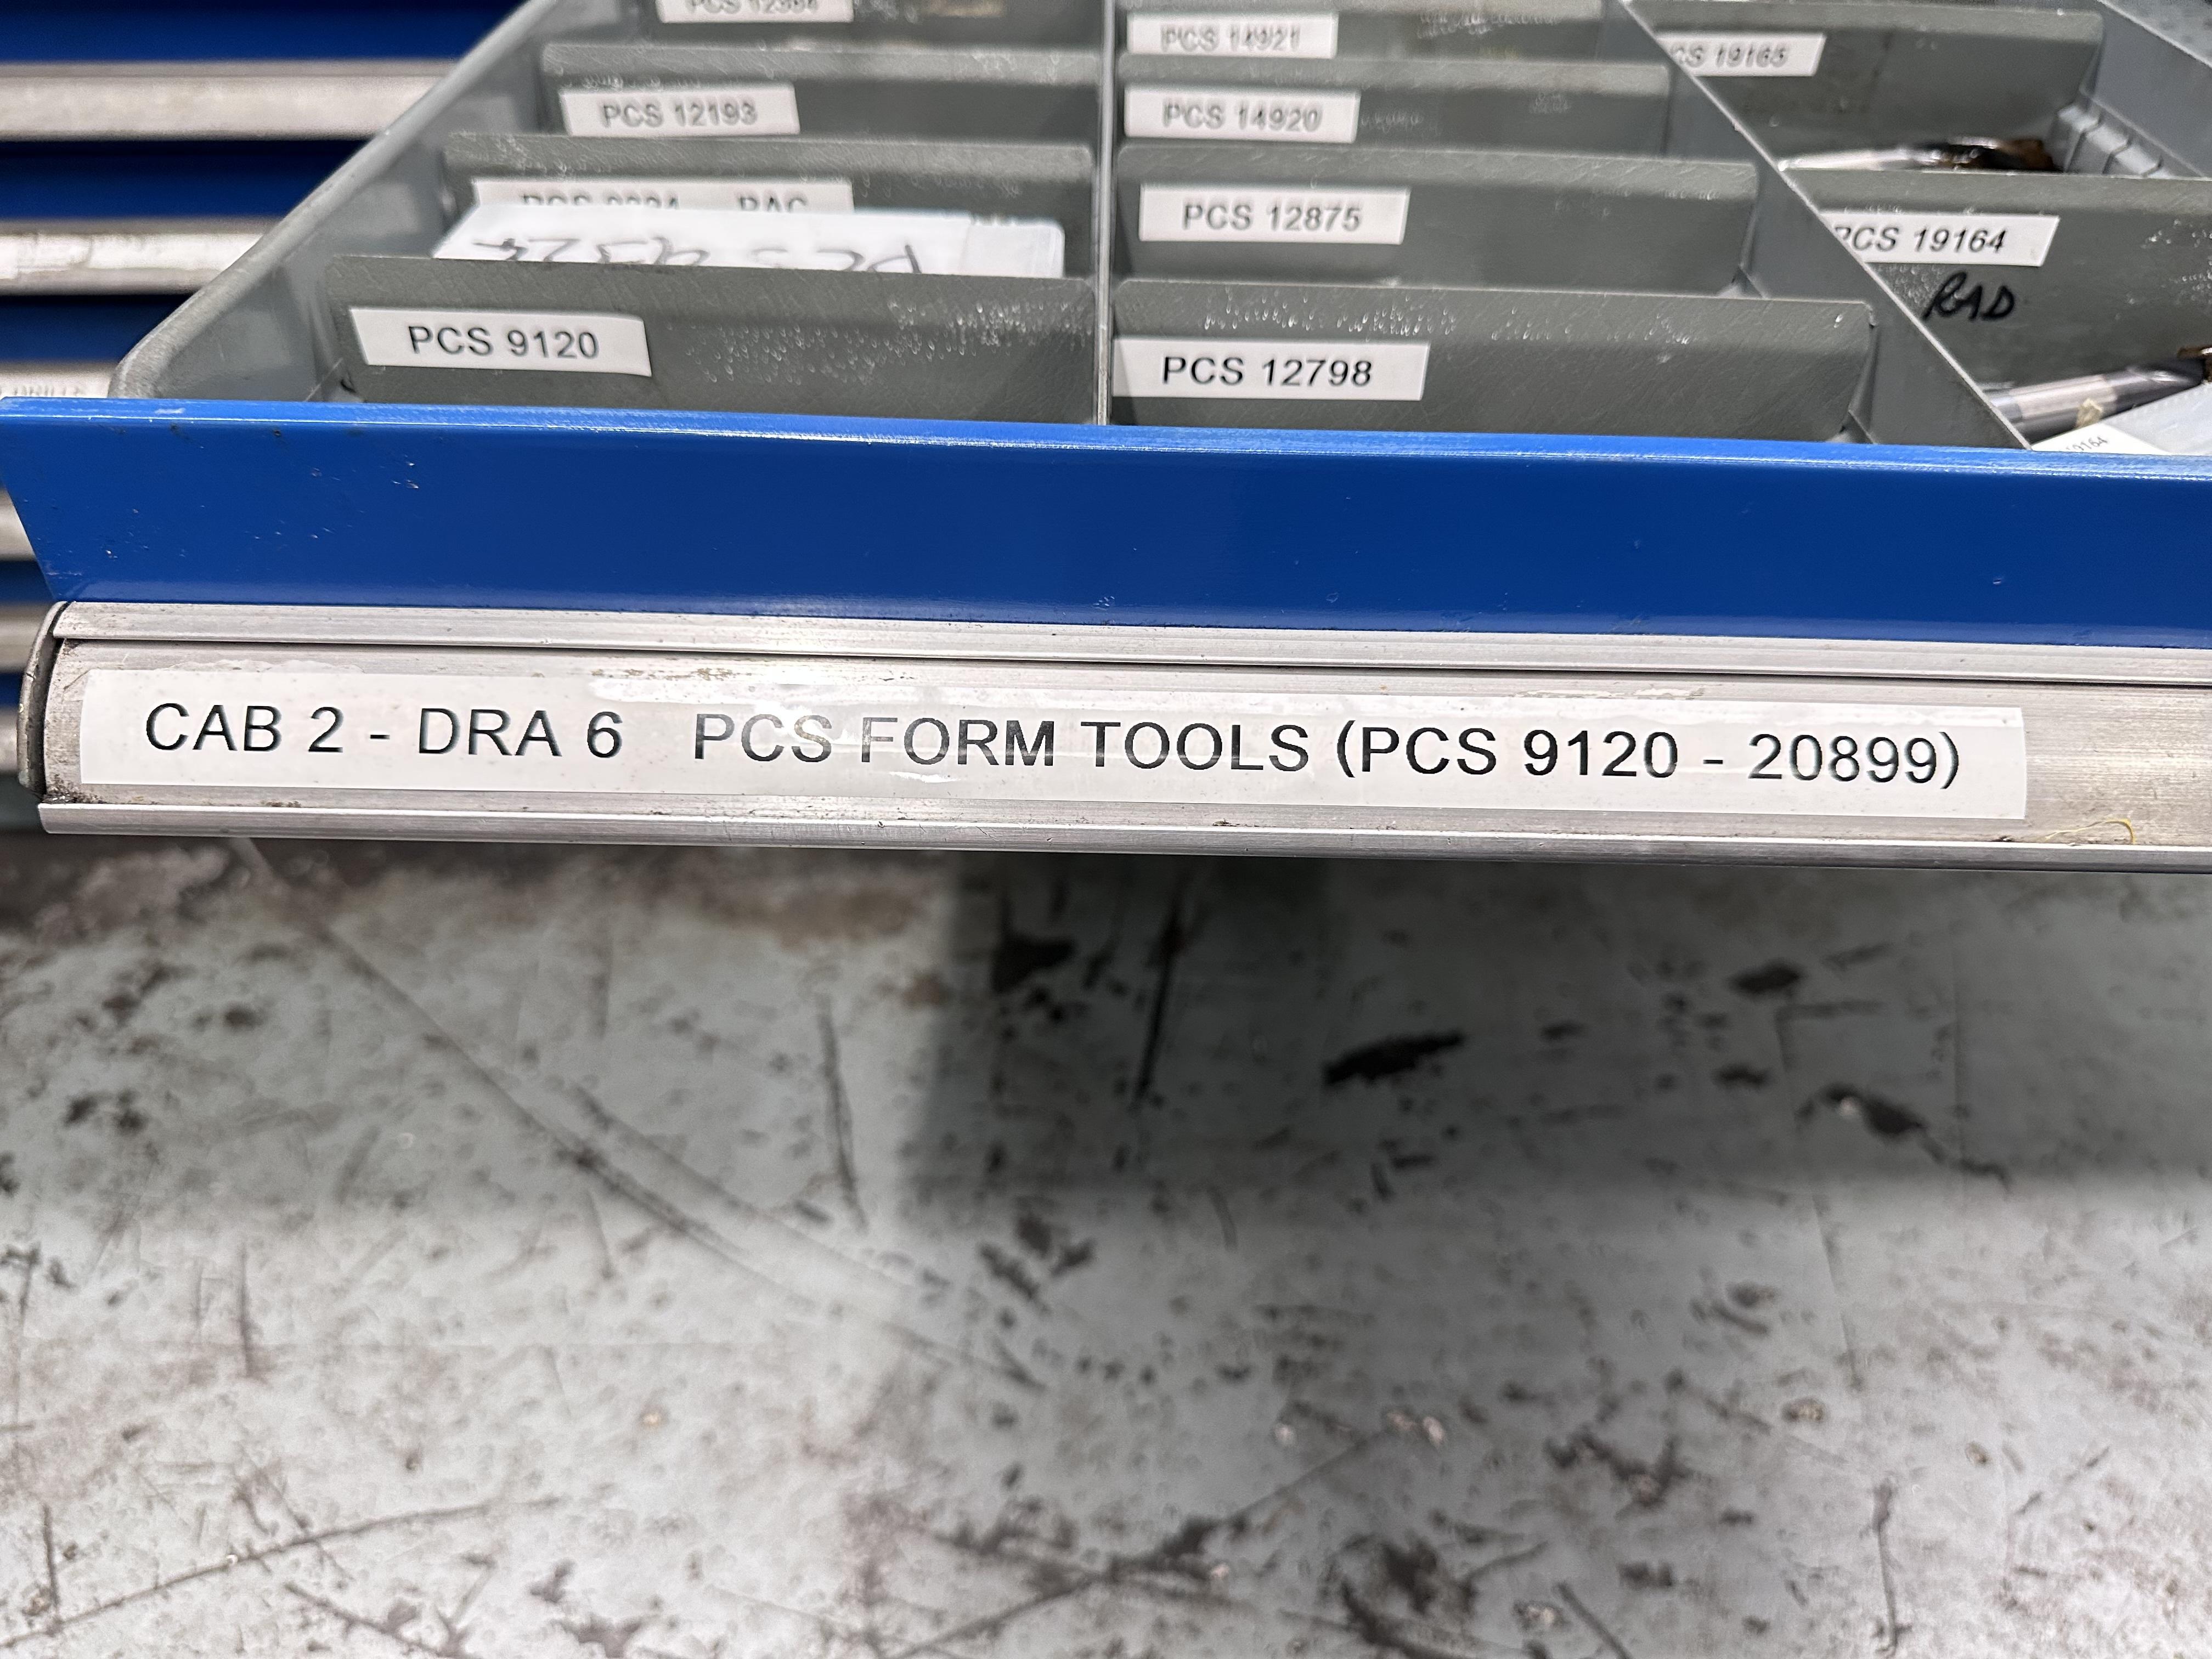 PCS 12193
PCS 9120
PCS 14921
PCS 14920
PCS 12875
PCS 12798
19165
PCS 19164
RAD
CAB 2 - DRA 6 PCS FORM TOOLS (PCS 9120 - 20899)